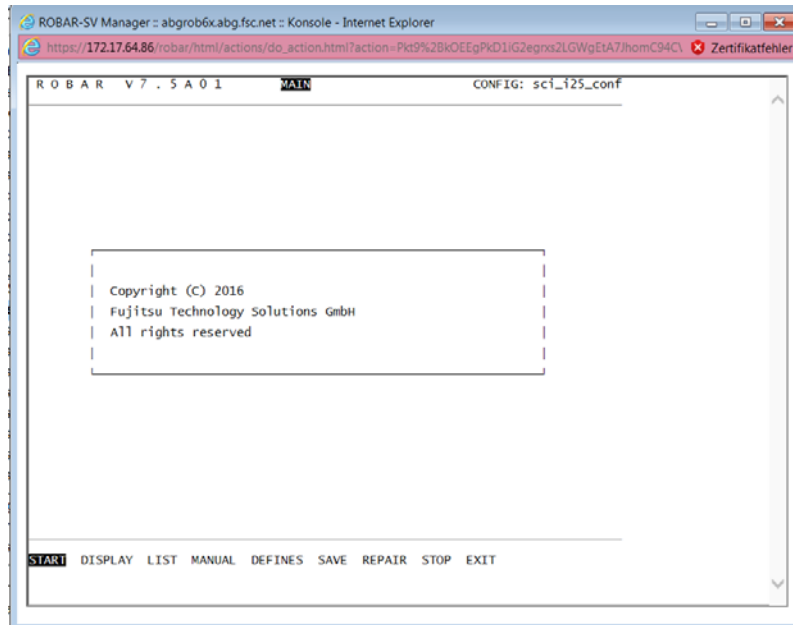 ROBAR-SV Manager :: abgrob6x.abg.fsc.net :: Konsole - Internet Explorer
https://172.17.64.86/robar/html/actions/do_action.html?action=Pkt9%2BkOEEgPkD1iG2egrxs2LGWgEtA7JhomC94C\ Zertifikatfehler
R O B A R V 7 . 5 A 0 1 MAIN CONFIG: sci_i25_conf
Copyright (C) 2016
Fujitsu Technology Solutions GmbH
All rights reserved
START DISPLAY LIST MANUAL DEFINES SAVE REPAIR STOP EXIT